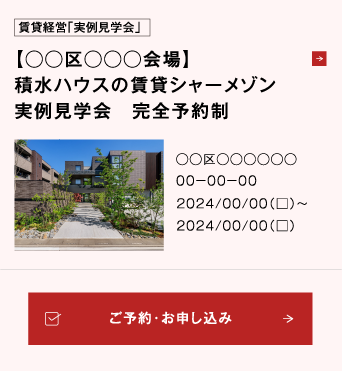 賃貸経営「実例見学会」
【○○区○○○会場】
積水ハウスの賃貸シャーメゾン
実例見学会　完全予約制
○○区○○○○○○
00−00−00
2024/00/00(□)〜
2024/00/00(□)
ご予約・お申し込み